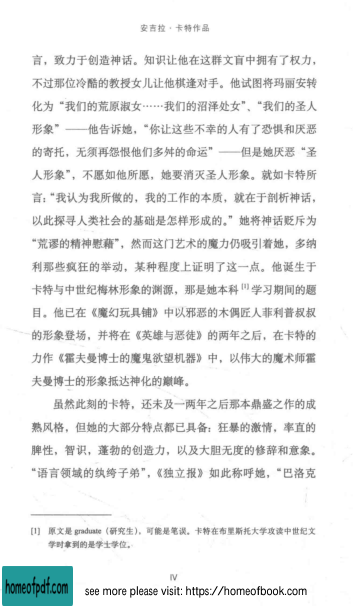 安吉拉·卡特作品
言，致力于创造神话。知识让他在这群文盲中拥有了权力，
不过那位冷酷的教授女儿让他棋逢对手。他试图将玛丽安转
化为“我们的荒原淑女……我们的沼泽处女”、“我们的圣人
形象”——他告诉她，“你让这些不幸的人有了恐惧和厌恶
的寄托，无须再怨恨他们多舛的命运”——但是她厌恶“圣
人形象”，不愿如他所愿，她要消灭圣人形象。就如卡特所
言：“我认为我所做的，我的工作的本质，就在于剖析神话，
以此探寻人类社会的基础是怎样形成的。”她将神话贬斥为
“荒谬的精神慰藉”，然而这门艺术的魔力仍吸引着她，多纳
利那些疯狂的举动，某种程度上证明了这一点。他诞生于
卡特与中世纪梅林形象的渊源，那是她本科[1]学习期间的题
目。他已在《魔幻玩具铺》中以邪恶的木偶匠人菲利普叔叔
的形象登场，并将在《英雄与恶徒》的两年之后，在卡特的
力作《霍夫曼博士的魔鬼欲望机器》中，以伟大的魔术师霍
夫曼博士的形象抵达神化的巅峰。
虽然此刻的卡特，还未及一两年之后那本鼎盛之作的成
熟风格，但她的大部分特点都已具备：狂暴的激情，率直的
脾性，智识，蓬勃的创造力，以及大胆无度的修辞和意象。
“语言领域的纨绔子弟”，《独立报》如此称呼她，“巴洛克
[1] 原文是 graduate（研究生），可能是笔误。卡特在布里斯托大学攻读中世纪文
学时拿到的是学士学位。
IV
homeofpdf.com
see more please visit: https://homeofbook.com